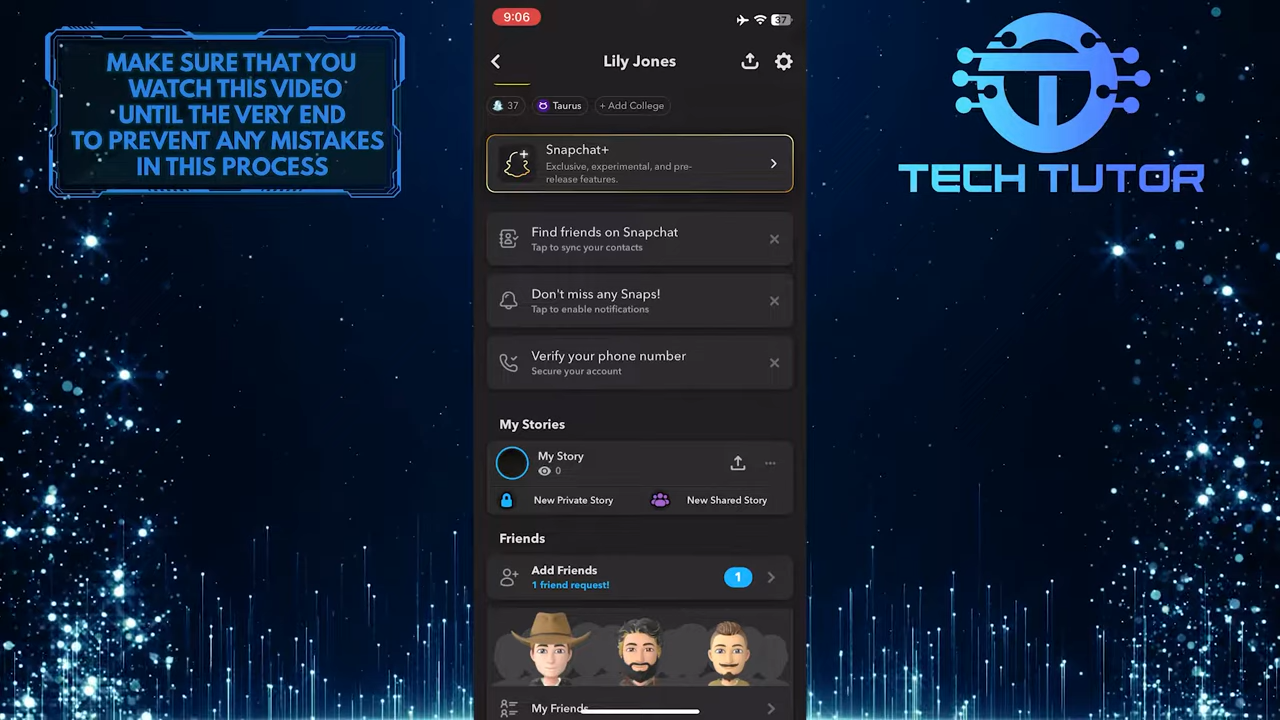 MAKE SURE THAT YOU
WATCH THIS VIDEO
UNTIL THE VERY END
TO PREVENT ANY MISTAKES
IN THIS PROCESS
9:06
37
Lily Jones
37
Taurus
+ Add College
Snapchat+
Exclusive, experimental, and pre-
release features.
Find friends on Snapchat
Tap to sync your contacts
Don't miss any Snaps!
Tap to enable notifications
Verify your phone number
Secure your account
My Stories
My Story
0
New Private Story
New Shared Story
Friends
Add Friends
1 friend request!
1
My Friends
TECH TUTOR